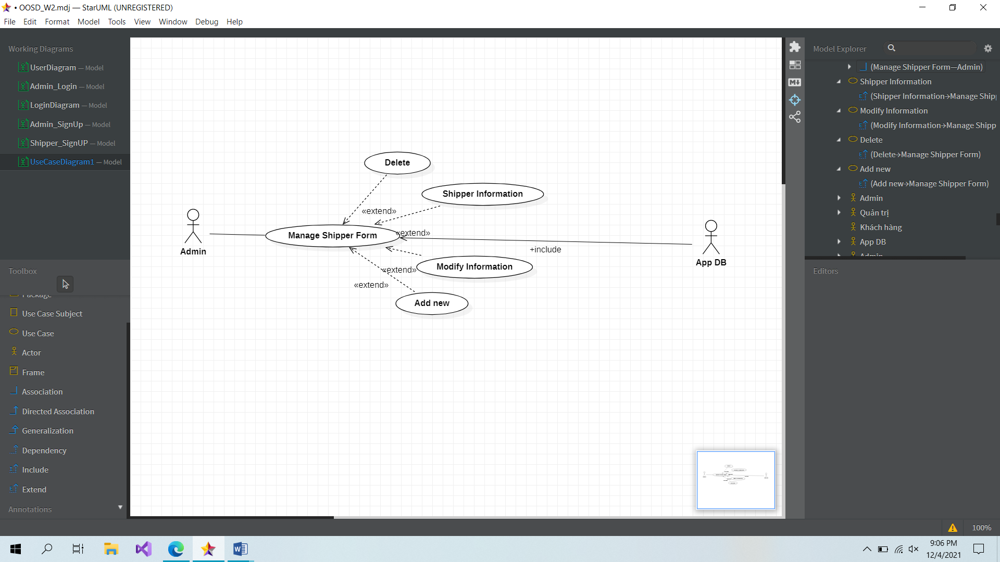 • OOSD_W2.mdj — StarUML (UNREGISTERED)
File Edit Format Model Tools View Window Debug Help
Working Diagrams
UserDiagram — Model
Admin_Login — Model
LoginDiagram — Model
Admin_SignUp — Model
Shipper_SignUP — Model
UseCaseDiagram1 — Model
Toolbox
Package
Use Case Subject
Use Case
Actor
Frame
Association
Directed Association
Generalization
Dependency
Include
Extend
Annotations
Delete
Shipper Information
«extend»
Manage Shipper Form
«extend»
Admin
+include
App DB
Modify Information
«extend»
«extend»
Add new
Model Explorer
(Manage Shipper Form—Admin)
Shipper Information
(Shipper Information→Manage Shipp
Modify Information
(Modify Information→Manage Shipp
Delete
(Delete→Manage Shipper Form)
Add new
(Add new→Manage Shipper Form)
Admin
Quản trị
Khách hàng
App DB
Admin
Editors
100%
9:06 PM
12/4/2021